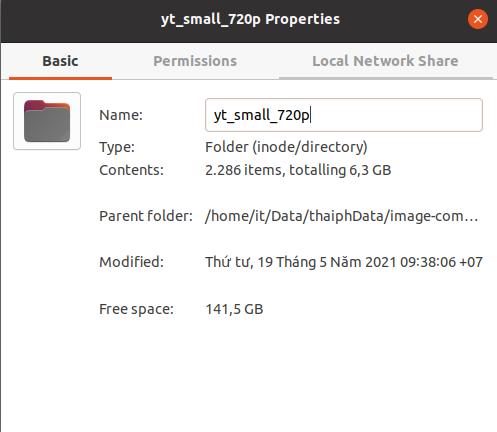 yt_small_720p Properties
Basic Permissions Local Network Share
Name: yt_small_720p
Type: Folder (inode/directory)
Contents: 2.286 items, totalling 6,3 GB
Parent folder: /home/it/Data/thaiphData/image-com…
Modified: Thứ tư, 19 Tháng 5 Năm 2021 09:38:06 +07
Free space: 141,5 GB